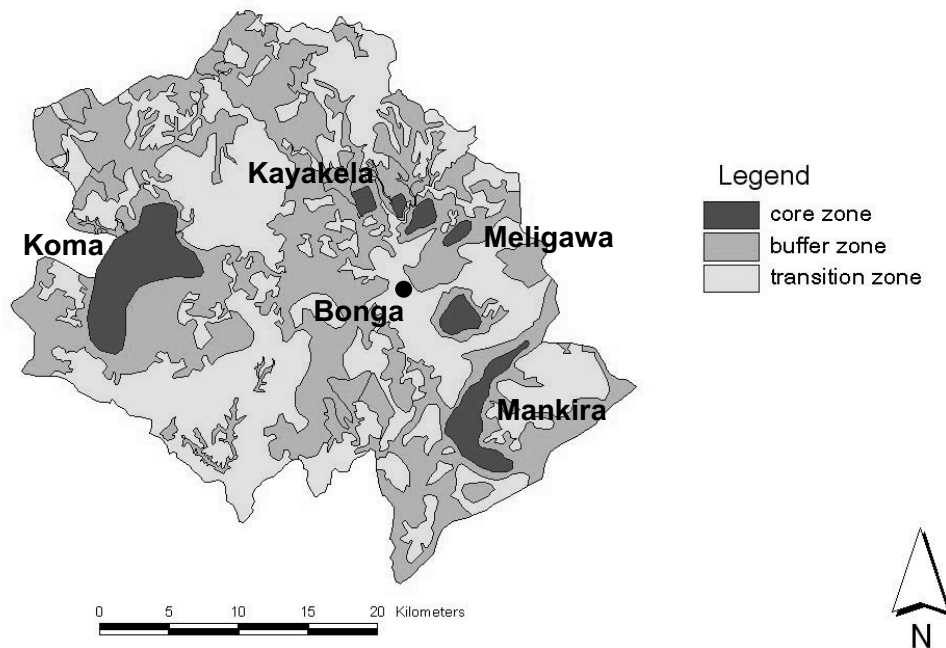 Kayakela
Koma
Meligawa
Bonga
Mankira
Legend
core zone
buffer zone
transition zone
0 5 10 15 20 Kilometers
N